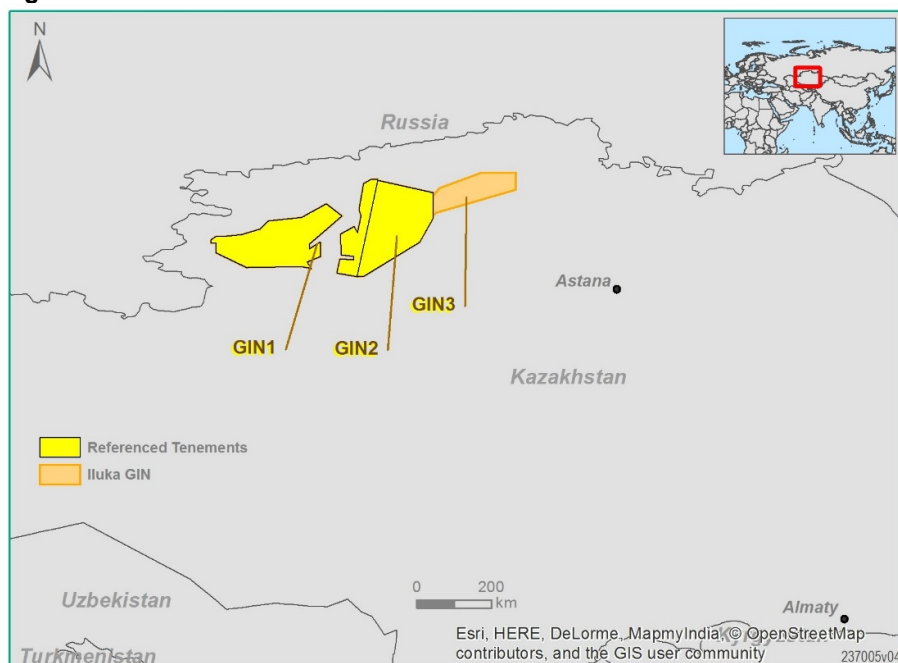 N
Russia
Astana
GIN3
GIN1
GIN2
Kazakhstan
Referenced Tenements
Iluka GIN
0 200
km
Uzbekistan
Almaty
Turkmenistan
Esri, HERE, DeLorme, MapmyIndia, © OpenStreetMap
contributors, and the GIS user community
237005v04